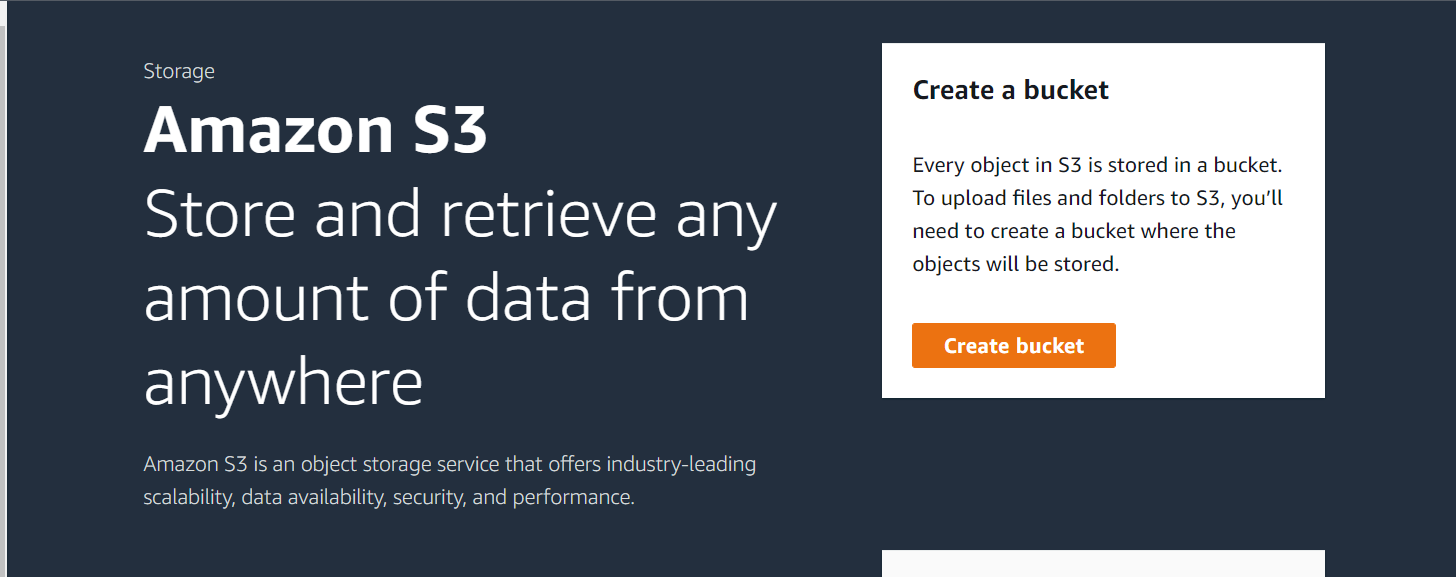 Storage
Amazon S3
Store and retrieve any
amount of data from
anywhere
Amazon S3 is an object storage service that offers industry-leading
scalability, data availability, security, and performance.
Create a bucket
Every object in S3 is stored in a bucket.
To upload files and folders to S3, you’ll
need to create a bucket where the
objects will be stored.
Create bucket